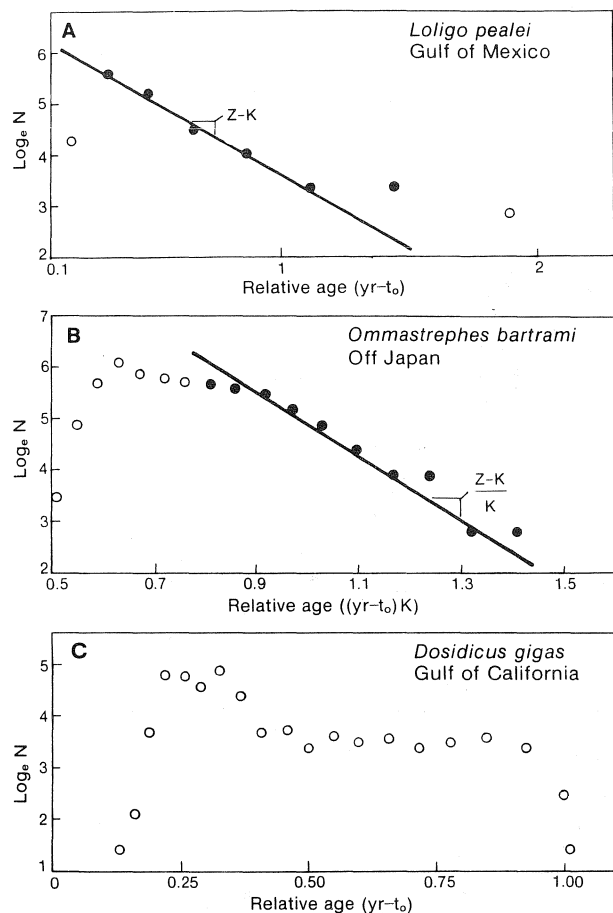 A
Loligo pealei
Gulf of Mexico
Z–K
Logₑ N
6
5
4
3
2
0.1 1 2
Relative age (yr–tₒ)
B
Ommastrephes bartrami
Off Japan
Z–K
K
Logₑ N
7
6
5
4
3
2
0.5 0.7 0.9 1.1 1.3 1.5
Relative age ((yr–tₒ)K)
C
Dosidicus gigas
Gulf of California
Logₑ N
5
4
3
2
1
0 0.25 0.50 0.75 1.00
Relative age (yr–tₒ)